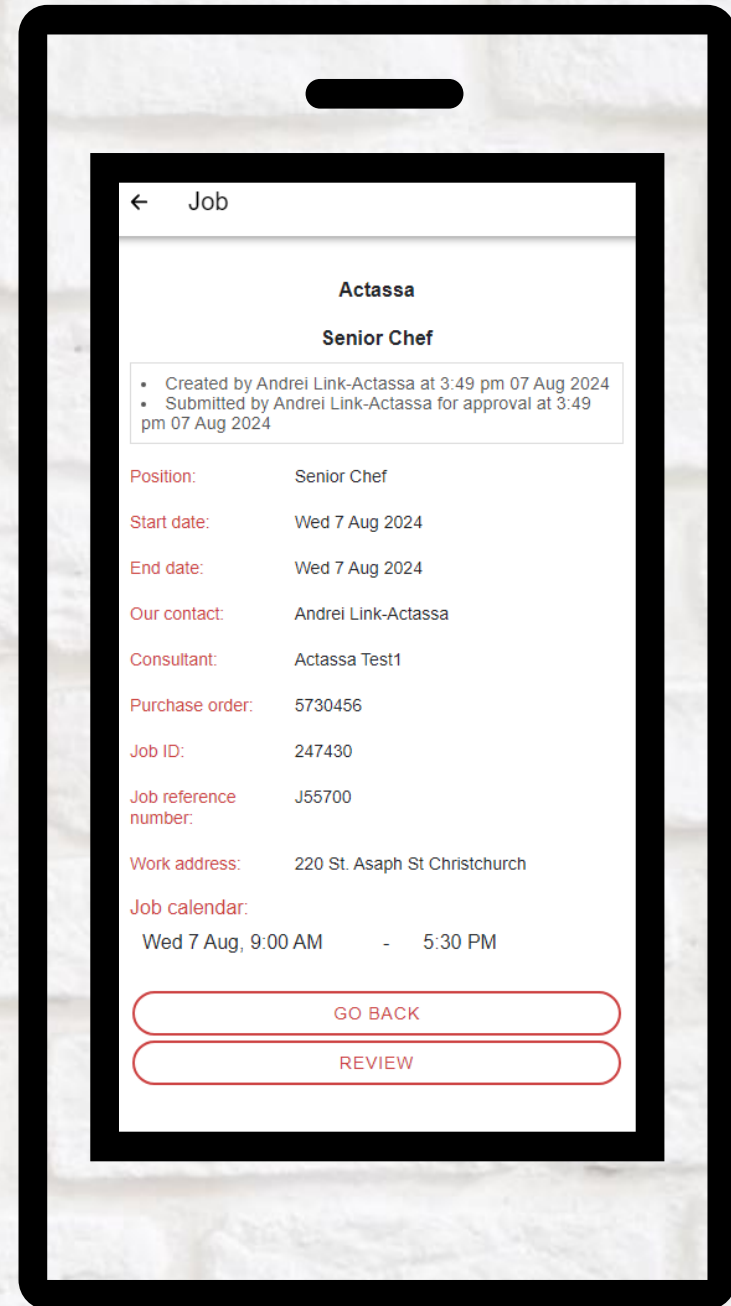 ← Job
Actassa
Senior Chef
• Created by Andrei Link-Actassa at 3:49 pm 07 Aug 2024
• Submitted by Andrei Link-Actassa for approval at 3:49
pm 07 Aug 2024
Position: Senior Chef
Start date: Wed 7 Aug 2024
End date: Wed 7 Aug 2024
Our contact: Andrei Link-Actassa
Consultant: Actassa Test1
Purchase order: 5730456
Job ID: 247430
Job reference J55700
number:
Work address: 220 St. Asaph St Christchurch
Job calendar:
Wed 7 Aug, 9:00 AM - 5:30 PM
GO BACK
REVIEW